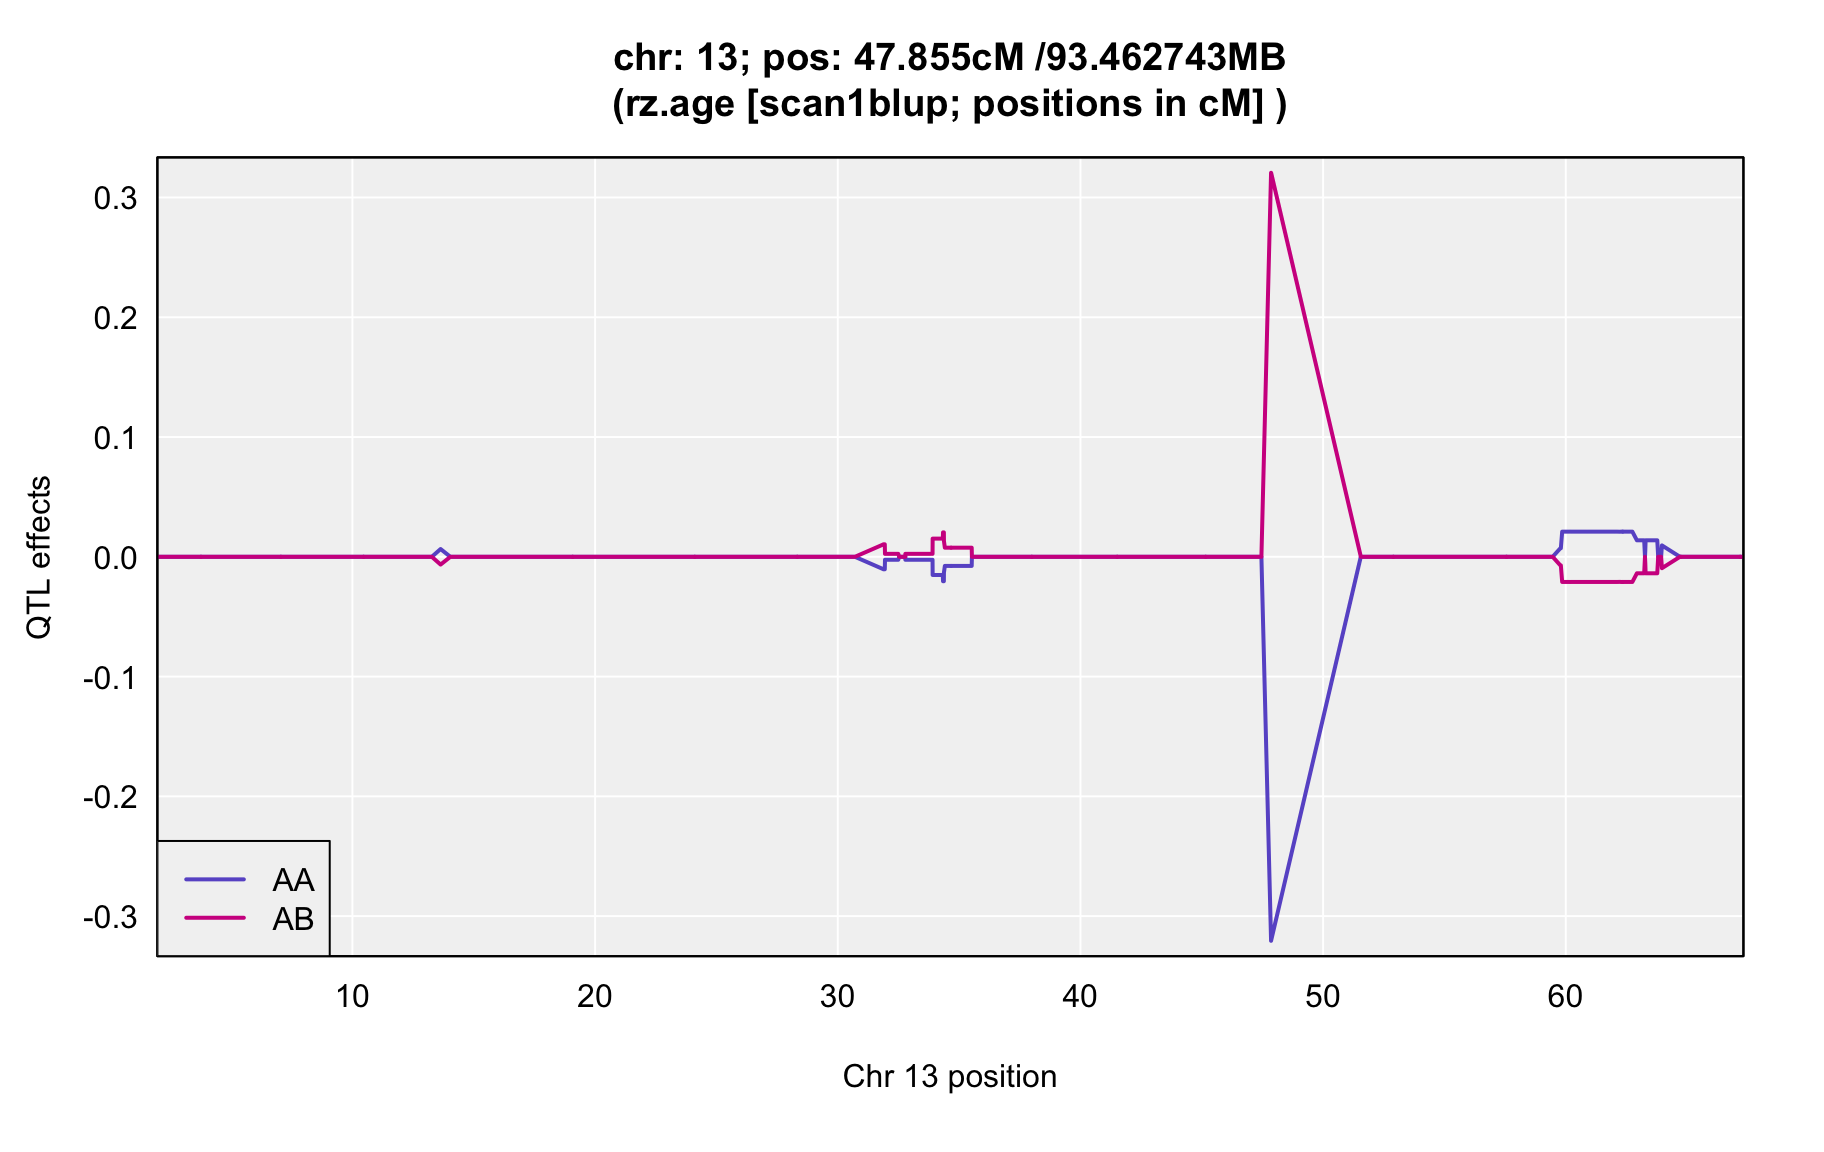 chr: 13; pos: 47.855cM /93.462743MB
(rz.age [scan1blup; positions in cM] )
QTL effects
0.3
0.2
0.1
0.0
-0.1
-0.2
-0.3
AA
AB
10 20 30 40 50 60
Chr 13 position